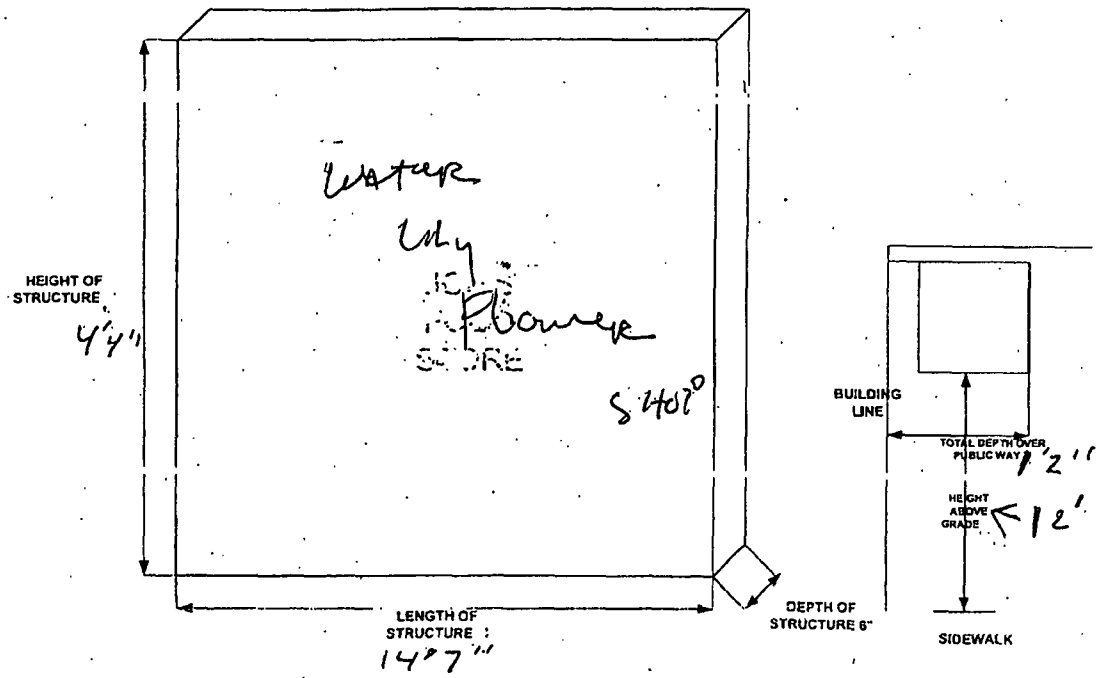 WAtER
Lily
Flower
SHOP
HEIGHT OF
STRUCTURE
4'4"
LENGTH OF
STRUCTURE :
14'7"
DEPTH OF
STRUCTURE 6"
BUILDING
LINE
TOTAL DEPTH OVER
PUBLIC WAY 1'2"
HEIGHT
ABOVE
GRADE
12'
SIDEWALK